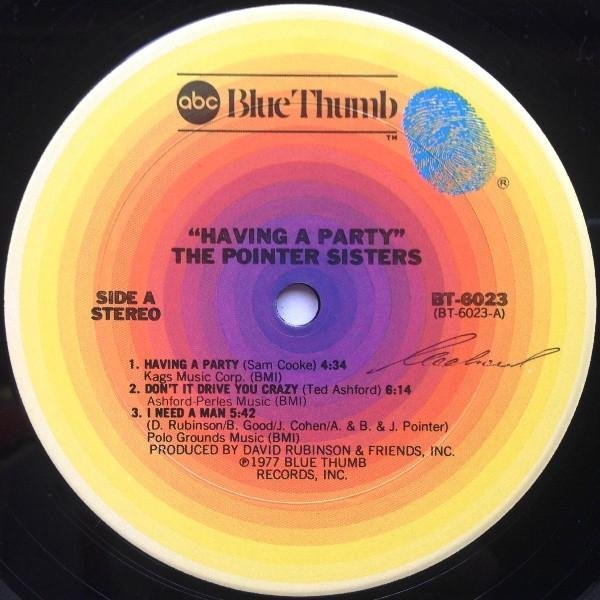 abc Blue Thumb
TM
®
"HAVING A PARTY"
THE POINTER SISTERS
SIDE A
STEREO
BT-6023
(BT-6023-A)
1. HAVING A PARTY (Sam Cooke) 4:34
Kags Music Corp. (BMI)
2. DON'T IT DRIVE YOU CRAZY (Ted Ashford) 6:14
Ashford-Perles Music (BMI)
3. I NEED A MAN 5:42
(D. Rubinson/B. Good/J. Cohen/A. & B. & J. Pointer)
Polo Grounds Music (BMI)
PRODUCED BY DAVID RUBINSON & FRIENDS, INC.
℗1977 BLUE THUMB
RECORDS, INC.